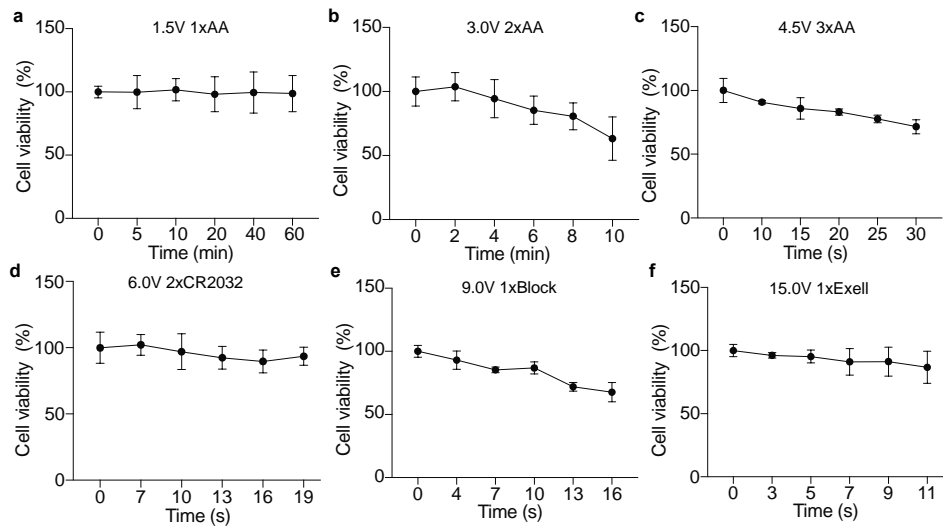 a
1.5V 1xAA
Cell viability (%)
150
100
50
0
0 5 10 20 40 60
Time (min)
b
3.0V 2xAA
Cell viability (%)
150
100
50
0
0 2 4 6 8 10
Time (min)
c
4.5V 3xAA
Cell viability (%)
150
100
50
0
0 10 15 20 25 30
Time (s)
d
6.0V 2xCR2032
Cell viability (%)
150
100
50
0
0 7 10 13 16 19
Time (s)
e
9.0V 1xBlock
Cell viability (%)
150
100
50
0
0 4 7 10 13 16
Time (s)
f
15.0V 1xExell
Cell viability (%)
150
100
50
0
0 3 5 7 9 11
Time (s)